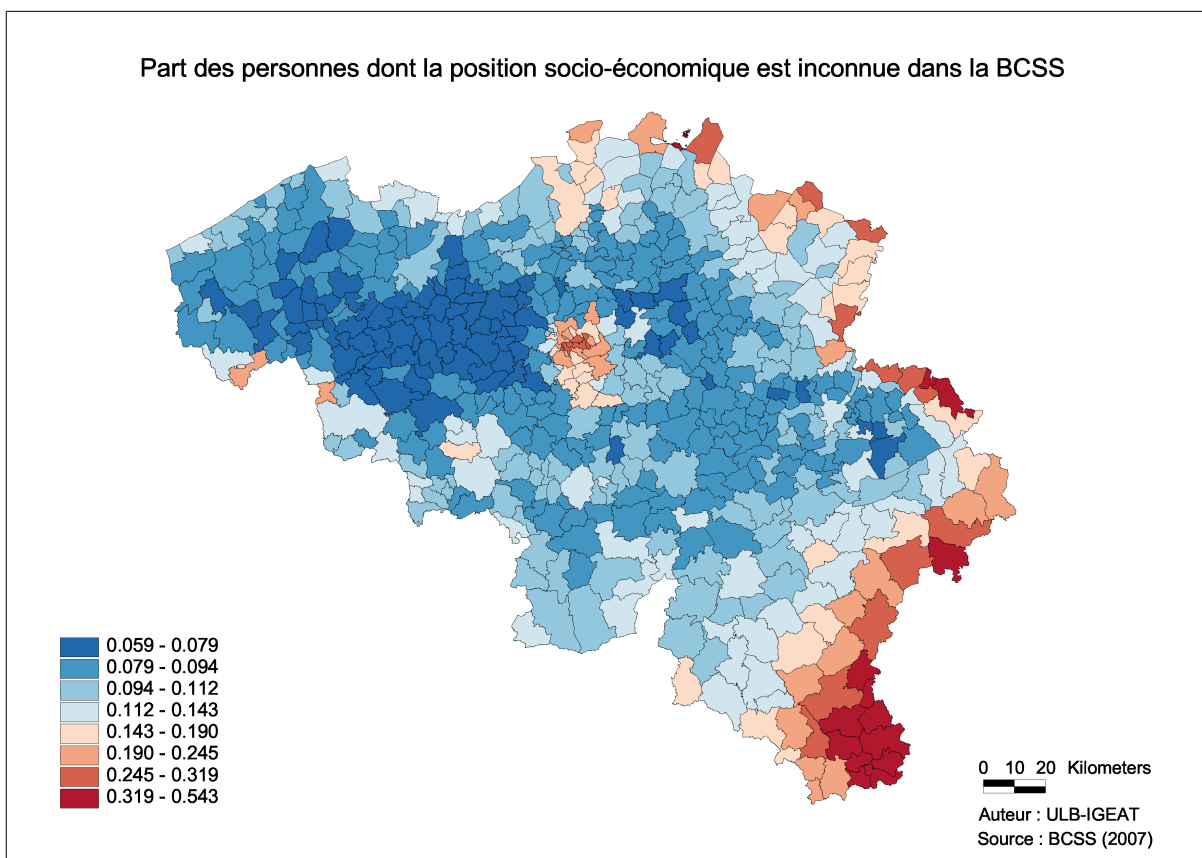 Part des personnes dont la position socio-économique est inconnue dans la BCSS
0.059 - 0.079
0.079 - 0.094
0.094 - 0.112
0.112 - 0.143
0.143 - 0.190
0.190 - 0.245
0.245 - 0.319
0.319 - 0.543
0 10 20 Kilometers
Auteur : ULB-IGEAT
Source : BCSS (2007)